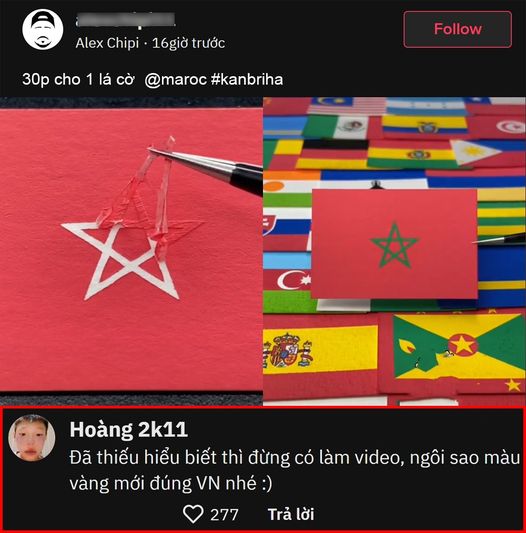 Alex Chipi · 16giờ trước
Follow
30p cho 1 lá cờ @maroc #kanbriha
Hoàng 2k11
Đã thiếu hiểu biết thì đừng có làm video, ngôi sao màu
vàng mới đúng VN nhé :)
277 Trả lời